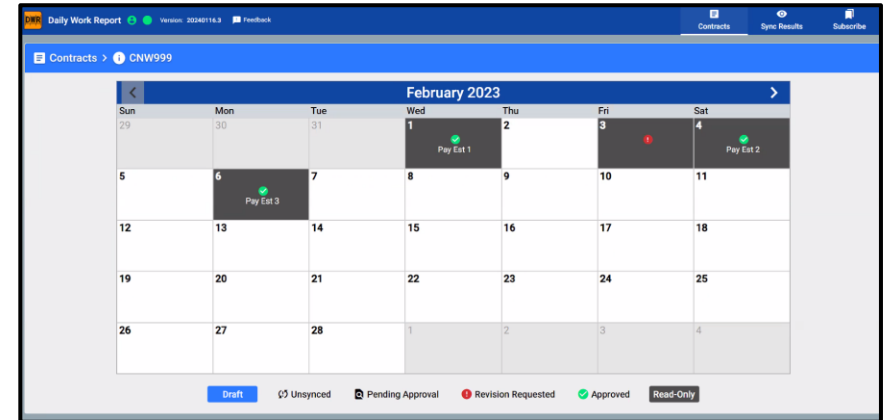 DWR Daily Work Report Version: 20240116.3 Feedback Contracts Sync Results Subscribe
Contracts > CNW999
February 2023
Sun Mon Tue Wed Thu Fri Sat
29 30 31 1 2 3 4
Pay Est 1 Pay Est 2
5 6 7 8 9 10 11
Pay Est 3
12 13 14 15 16 17 18
19 20 21 22 23 24 25
26 27 28 1 2 3 4
Draft Unsynced Pending Approval Revision Requested Approved Read-Only